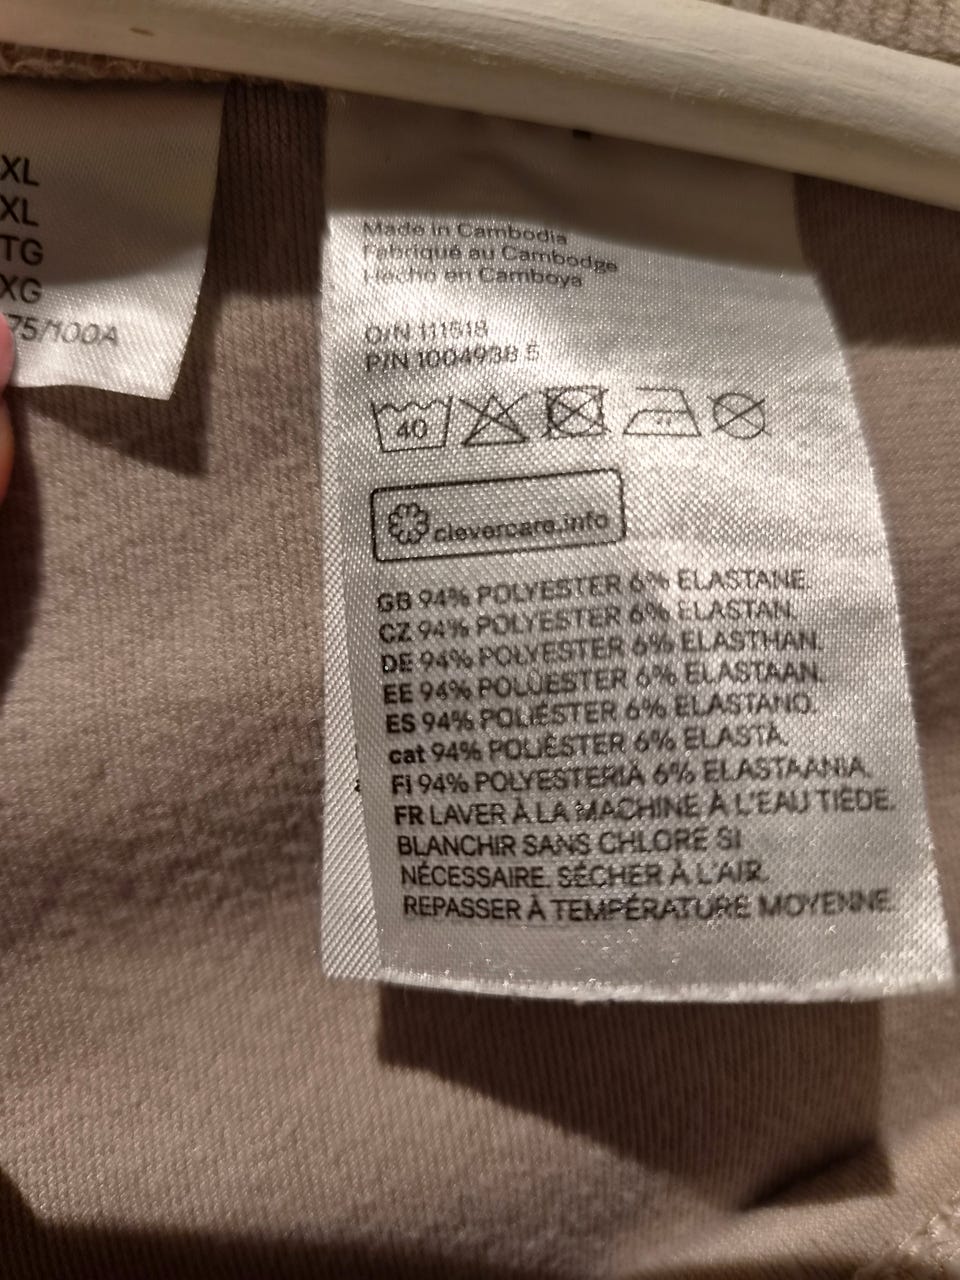 XL
XL
TG
XG
75/100A
Made in Cambodia
Fabriqué au Cambodge
Hecho en Camboya
O/N 111518
P/N 1004938 5
40
clevercare.info
GB 94% POLYESTER 6% ELASTANE.
CZ 94% POLYESTER 6% ELASTAN.
DE 94% POLYESTER 6% ELASTHAN.
EE 94% POLÜESTER 6% ELASTAAN.
ES 94% POLIÉSTER 6% ELASTANO.
cat 94% POLIÈSTER 6% ELASTÀ.
FI 94% POLYESTERIÄ 6% ELASTAANIA.
FR LAVER À LA MACHINE À L'EAU TIÈDE.
BLANCHIR SANS CHLORE SI
NÉCESSAIRE. SÉCHER À L'AIR.
REPASSER À TEMPÉRATURE MOYENNE.